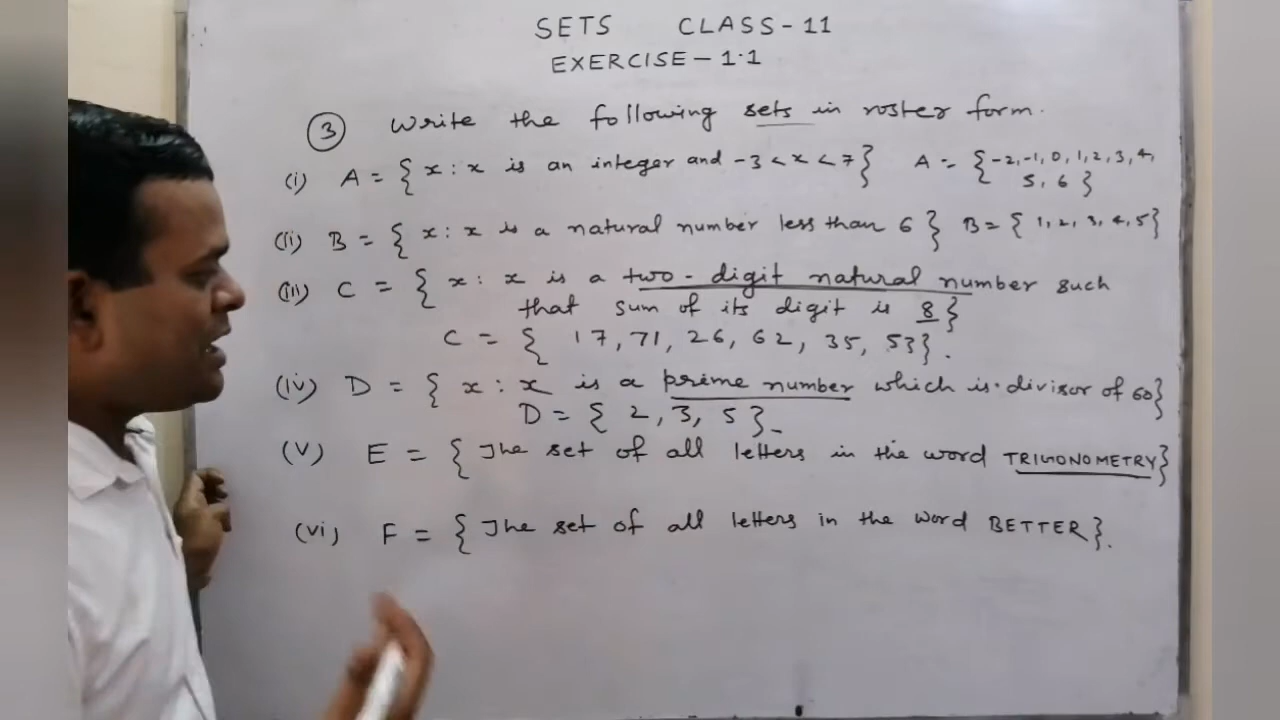 SETS CLASS-11
EXERCISE-1.1
(3) Write the following sets in roster form.
(i) A = { x : x is an integer and -3 < x < 7 } A = { -2, -1, 0, 1, 2, 3, 4,
5, 6 }
(ii) B = { x : x is a natural number less than 6 } B = { 1, 2, 3, 4, 5 }
(iii) C = { x : x is a two-digit natural number such
that sum of its digit is 8 }
C = { 17, 71, 26, 62, 35, 53 }.
(iv) D = { x : x is a prime number which is divisor of 60 }
D = { 2, 3, 5 }
(v) E = { The set of all letters in the word TRIGONOMETRY }
(vi) F = { The set of all letters in the word BETTER }.